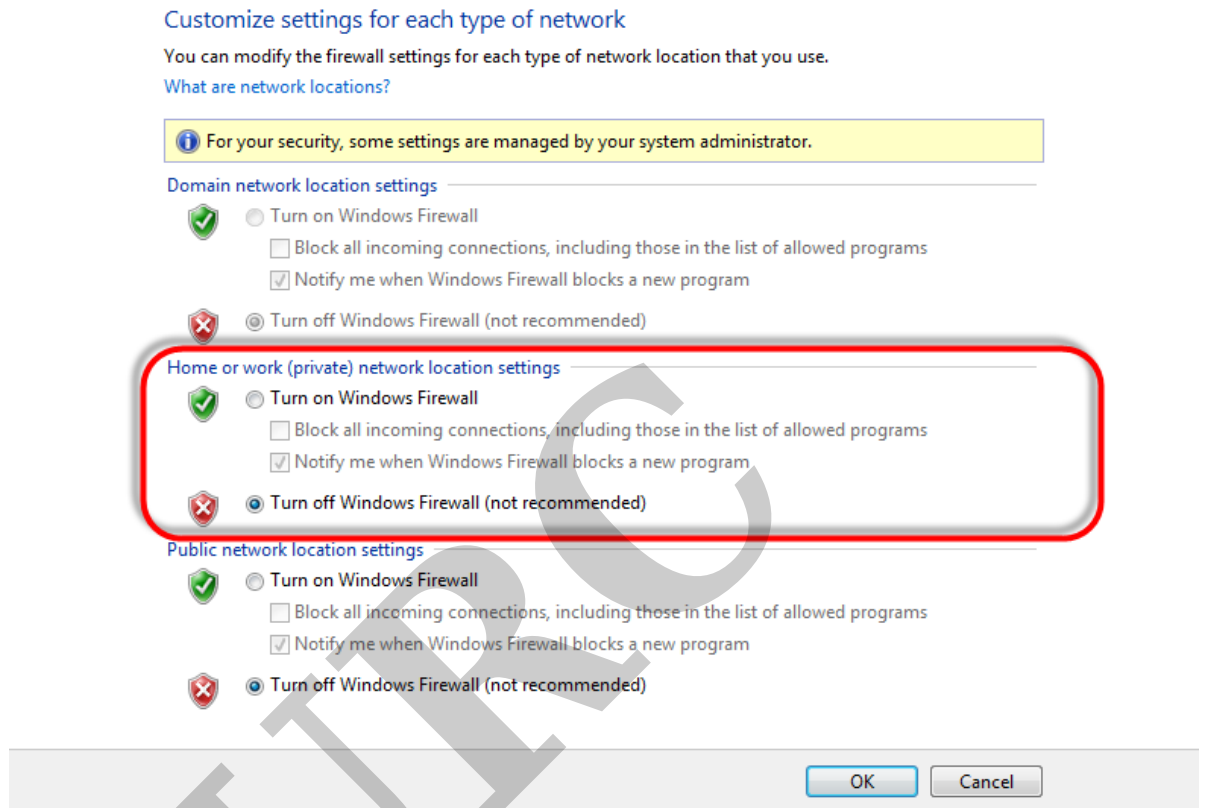 Customize settings for each type of network
You can modify the firewall settings for each type of network location that you use.
What are network locations?
For your security, some settings are managed by your system administrator.
Domain network location settings
Turn on Windows Firewall
Block all incoming connections, including those in the list of allowed programs
Notify me when Windows Firewall blocks a new program
Turn off Windows Firewall (not recommended)
Home or work (private) network location settings
Turn on Windows Firewall
Block all incoming connections, including those in the list of allowed programs
Notify me when Windows Firewall blocks a new program
Turn off Windows Firewall (not recommended)
Public network location settings
Turn on Windows Firewall
Block all incoming connections, including those in the list of allowed programs
Notify me when Windows Firewall blocks a new program
Turn off Windows Firewall (not recommended)
OK Cancel
URC